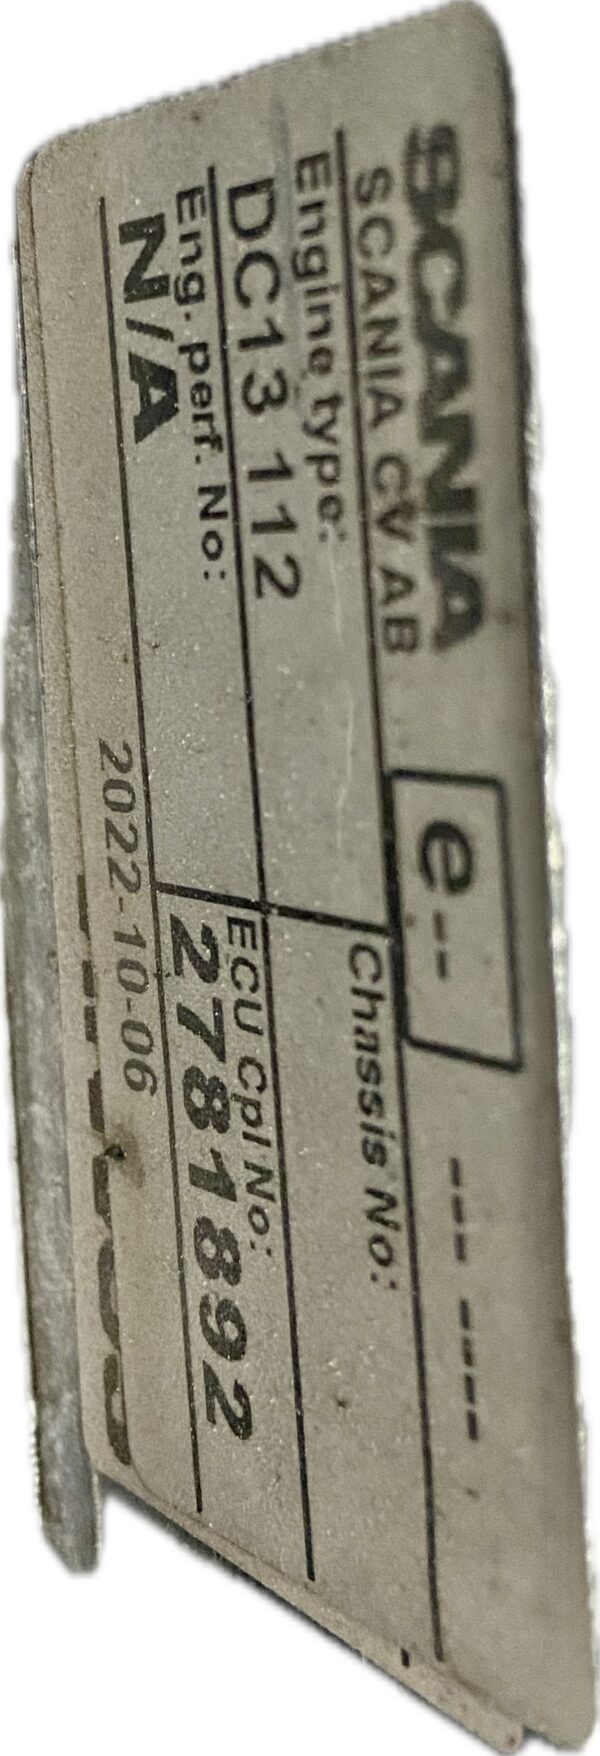 SCANIA
SCANIA CV AB
e-- --- ----
Engine type:
DC13 112
Chassis No:
Eng. perf. No:
N/A
ECU Cpl No:
2781892
2022-10-06